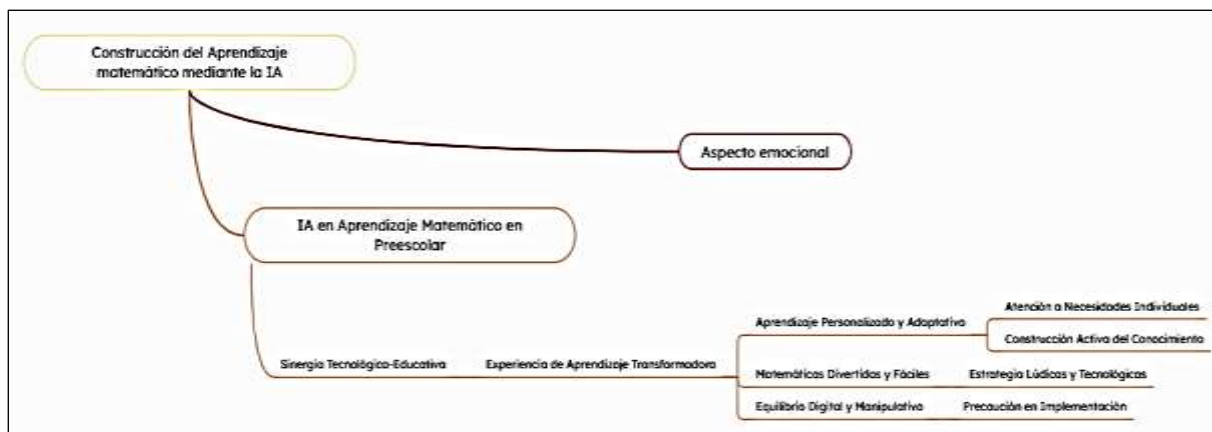 Construcción del Aprendizaje
matemático mediante la IA
Aspecto emocional
IA en Aprendizaje Matemático en
Preescolar
Sinergia Tecnológico-Educativa
Experiencia de Aprendizaje Transformadora
Aprendizaje Personalizado y Adaptativo
Atención a Necesidades Individuales
Construcción Activa del Conocimiento
Matemáticas Divertidas y Fáciles
Estrategia Lúdicas y Tecnológicas
Equilibrio Digital y Manipulativo
Precaución en Implementación